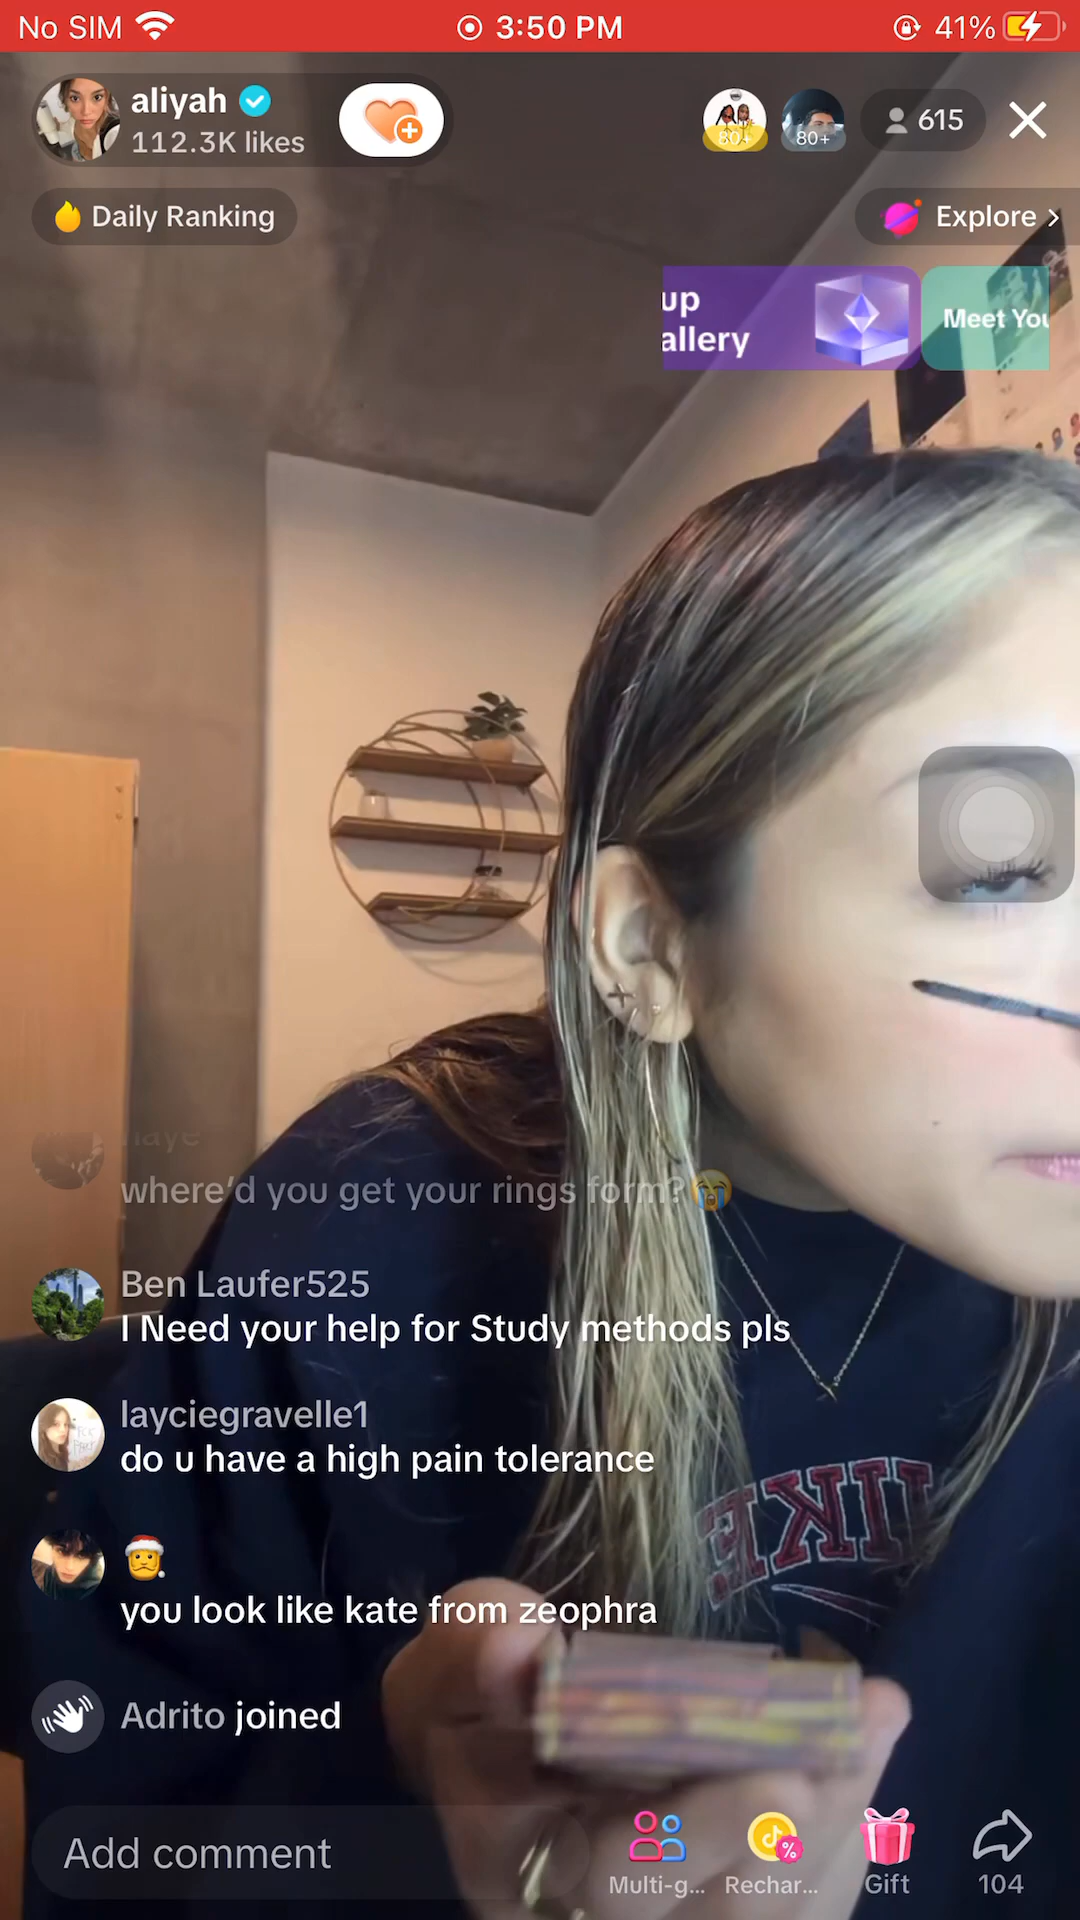 No SIM 3:50 PM 41%
aliyah
112.3K likes
80+ 80+ 615
Daily Ranking
Explore >
up
allery
Meet You
where'd you get your rings form?😭
Ben Laufer525
I Need your help for Study methods pls
layciegravelle1
do u have a high pain tolerance
🎅
you look like kate from zeophra
Adrito joined
Add comment
Multi-g...
Rechar...
Gift
104